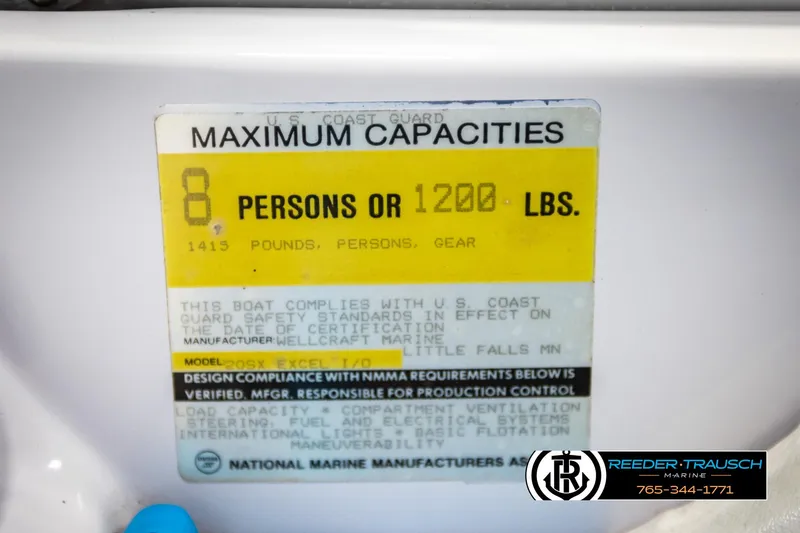 U.S. COAST GUARD
MAXIMUM CAPACITIES
8 PERSONS OR 1200 LBS.
1415 POUNDS, PERSONS, GEAR
THIS BOAT COMPLIES WITH U.S. COAST
GUARD SAFETY STANDARDS IN EFFECT ON
THE DATE OF CERTIFICATION
MANUFACTURER: WELLCRAFT MARINE
LITTLE FALLS MN
MODEL: 20SX EXCEL I/O
DESIGN COMPLIANCE WITH NMMA REQUIREMENTS BELOW IS
VERIFIED. MFGR. RESPONSIBLE FOR PRODUCTION CONTROL
LOAD CAPACITY * COMPARTMENT VENTILATION
STEERING, FUEL AND ELECTRICAL SYSTEMS
INTERNATIONAL LIGHTS * BASIC FLOTATION
MANEUVERABILITY
NATIONAL MARINE MANUFACTURERS AS
REEDER·TRAUSCH
MARINE
765-344-1771